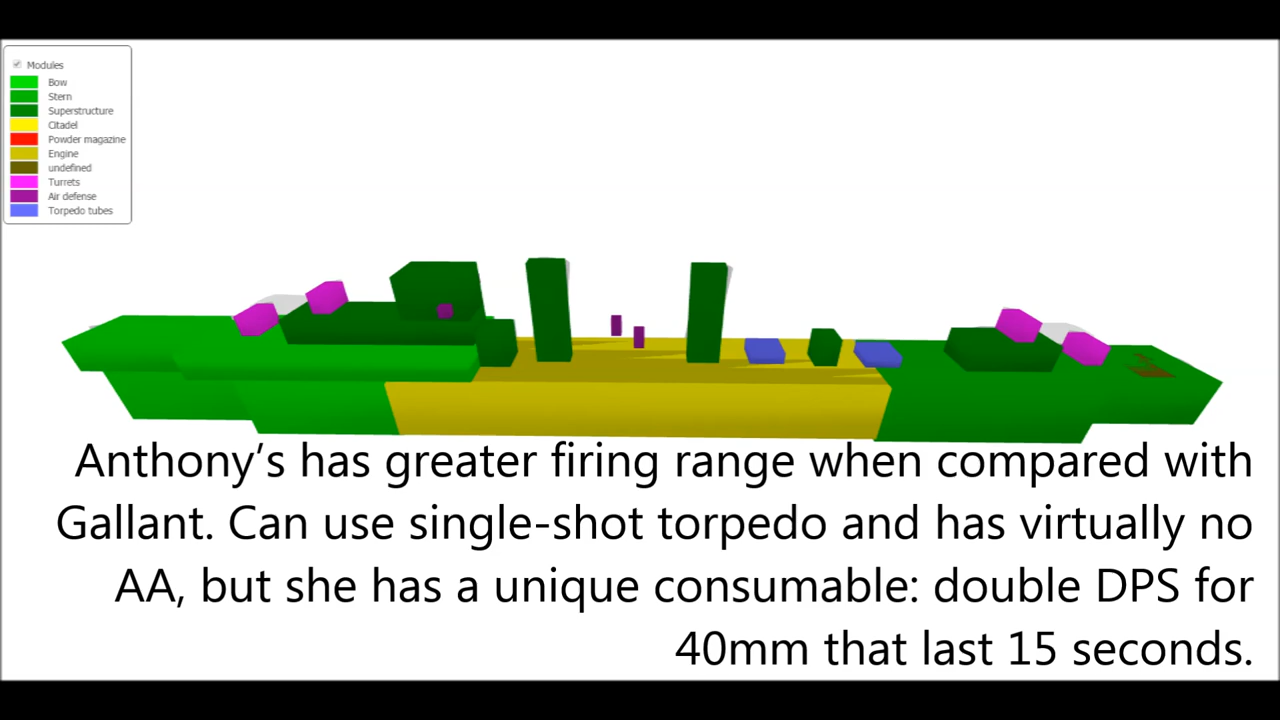 Modules
Bow
Stern
Superstructure
Citadel
Powder magazine
Engine
undefined
Turrets
Air defense
Torpedo tubes
Anthony’s has greater firing range when compared with
Gallant. Can use single-shot torpedo and has virtually no
AA, but she has a unique consumable: double DPS for
40mm that last 15 seconds.